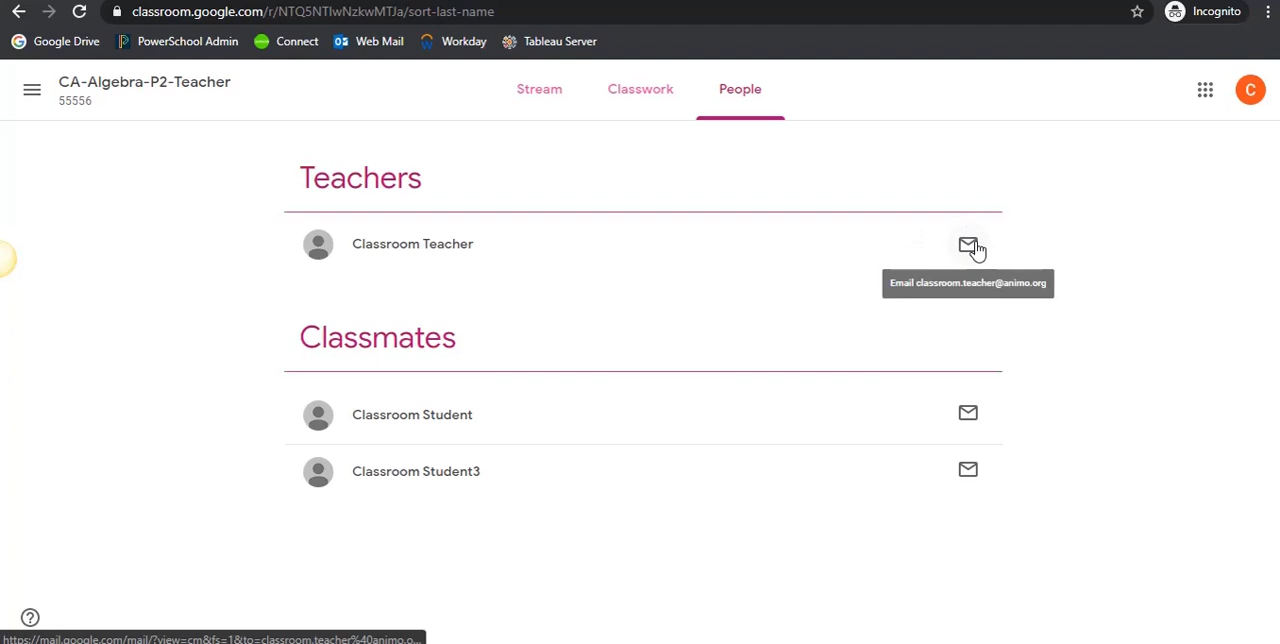 classroom.google.com/r/NTQ5NTIwNzkwMTJa/sort-last-name
Incognito
Google Drive PowerSchool Admin Connect Web Mail Workday Tableau Server
CA-Algebra-P2-Teacher
55556
Stream Classwork People
C
Teachers
Classroom Teacher
Email classroom.teacher@animo.org
Classmates
Classroom Student
Classroom Student3
https://mail.google.com/mail/?view=cm&fs=1&to=classroom.teacher%40animo.o...